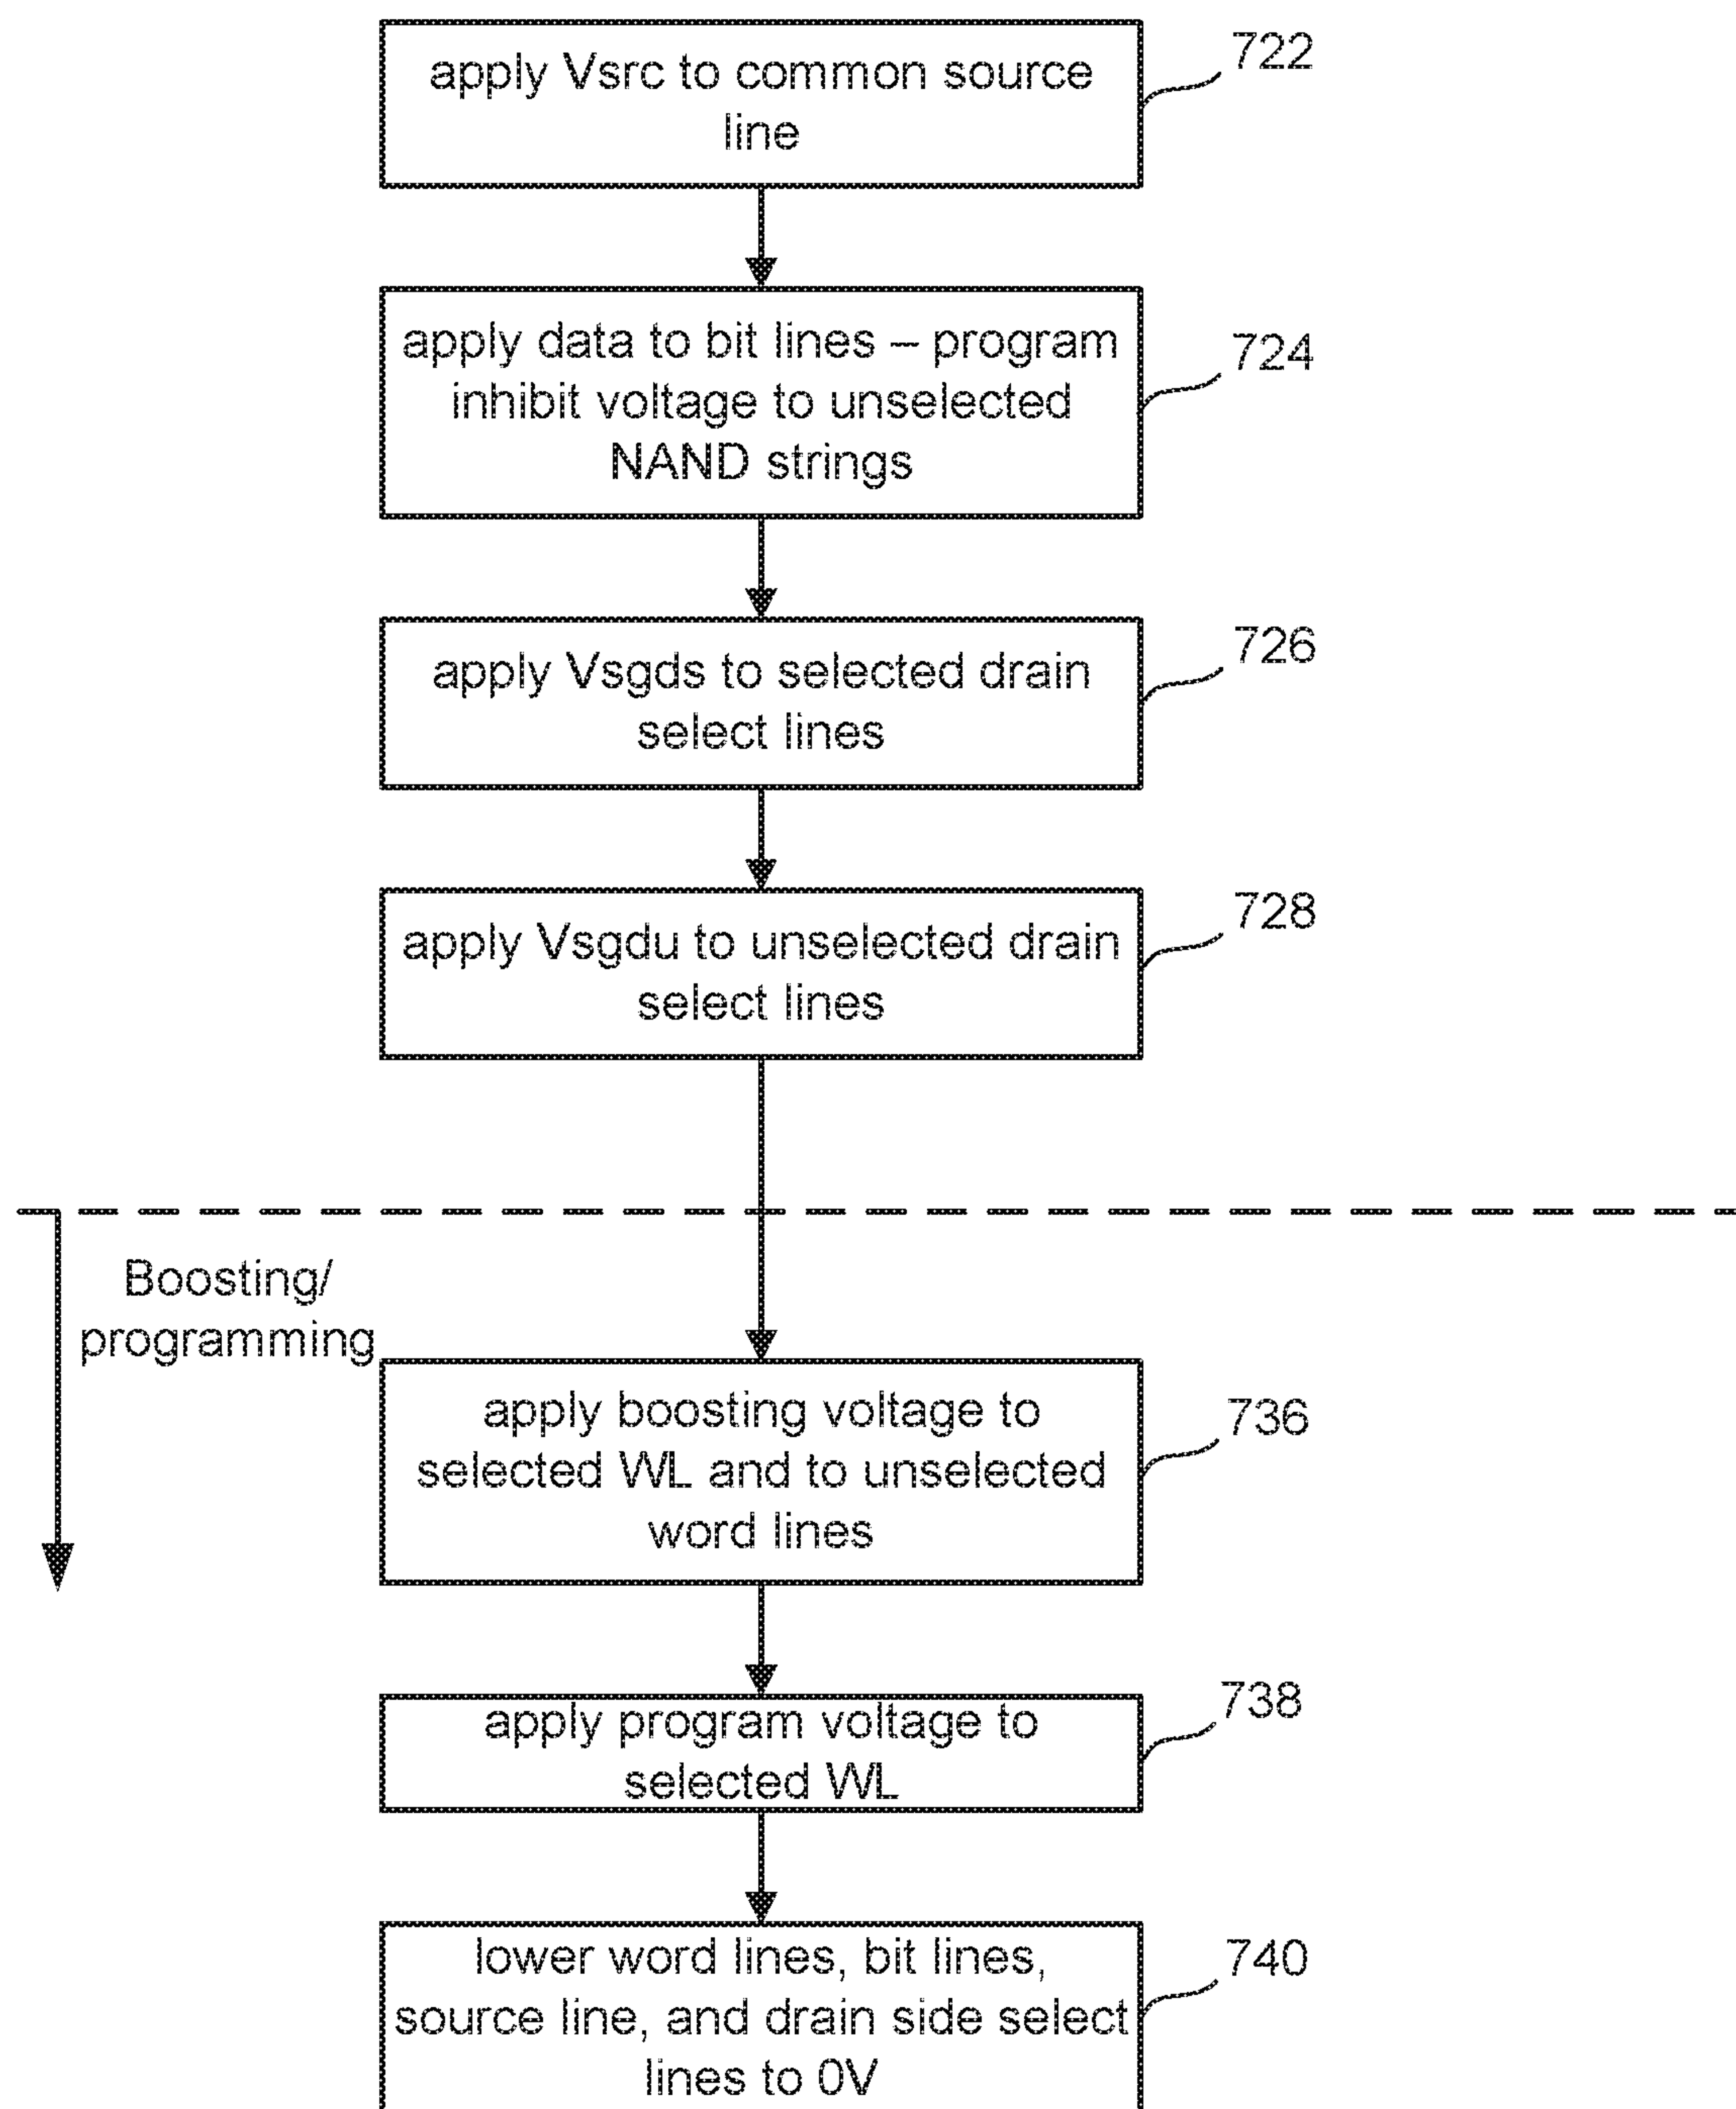 apply Vsrc to common source
line
722
apply data to bit lines – program
inhibit voltage to unselected
NAND strings
724
apply Vsgds to selected drain
select lines
726
apply Vsgdu to unselected drain
select lines
728
Boosting/
programming
apply boosting voltage to
selected WL and to unselected
word lines
736
apply program voltage to
selected WL
738
lower word lines, bit lines,
source line, and drain side select
lines to 0V
740